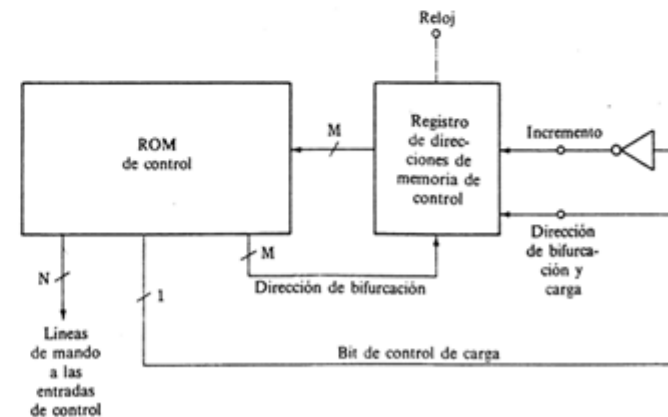 Reloj
ROM
de control
M
Registro
de direc-
ciones de
memoria de
control
Incremento
Dirección
de bifurca-
ción y
carga
N
1
M
Dirección de bifurcación
Bit de control de carga
Lineas
de mando
a las
entradas
de control